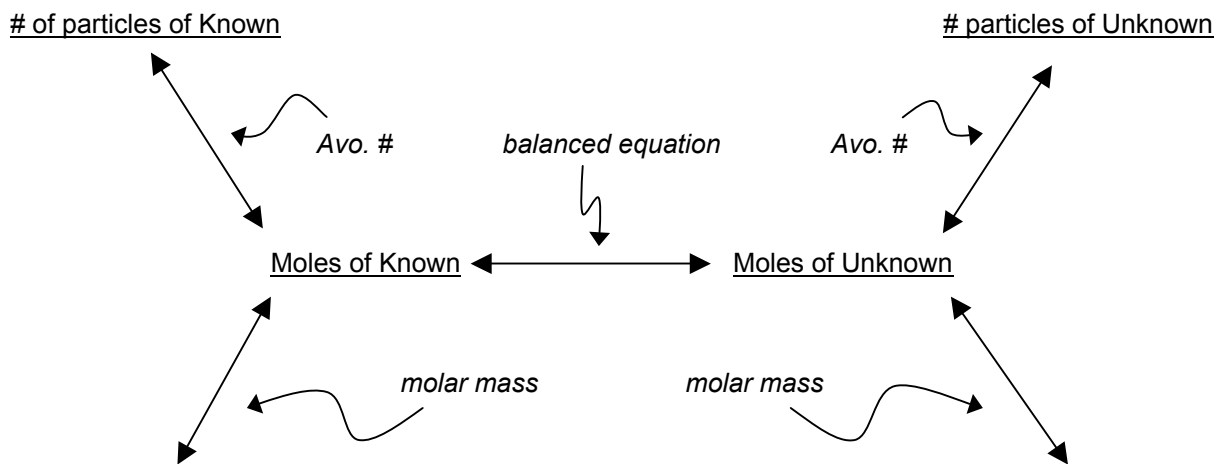 # of particles of Known
# particles of Unknown
Avo. #
balanced equation
Avo. #
Moles of Known
Moles of Unknown
molar mass
molar mass